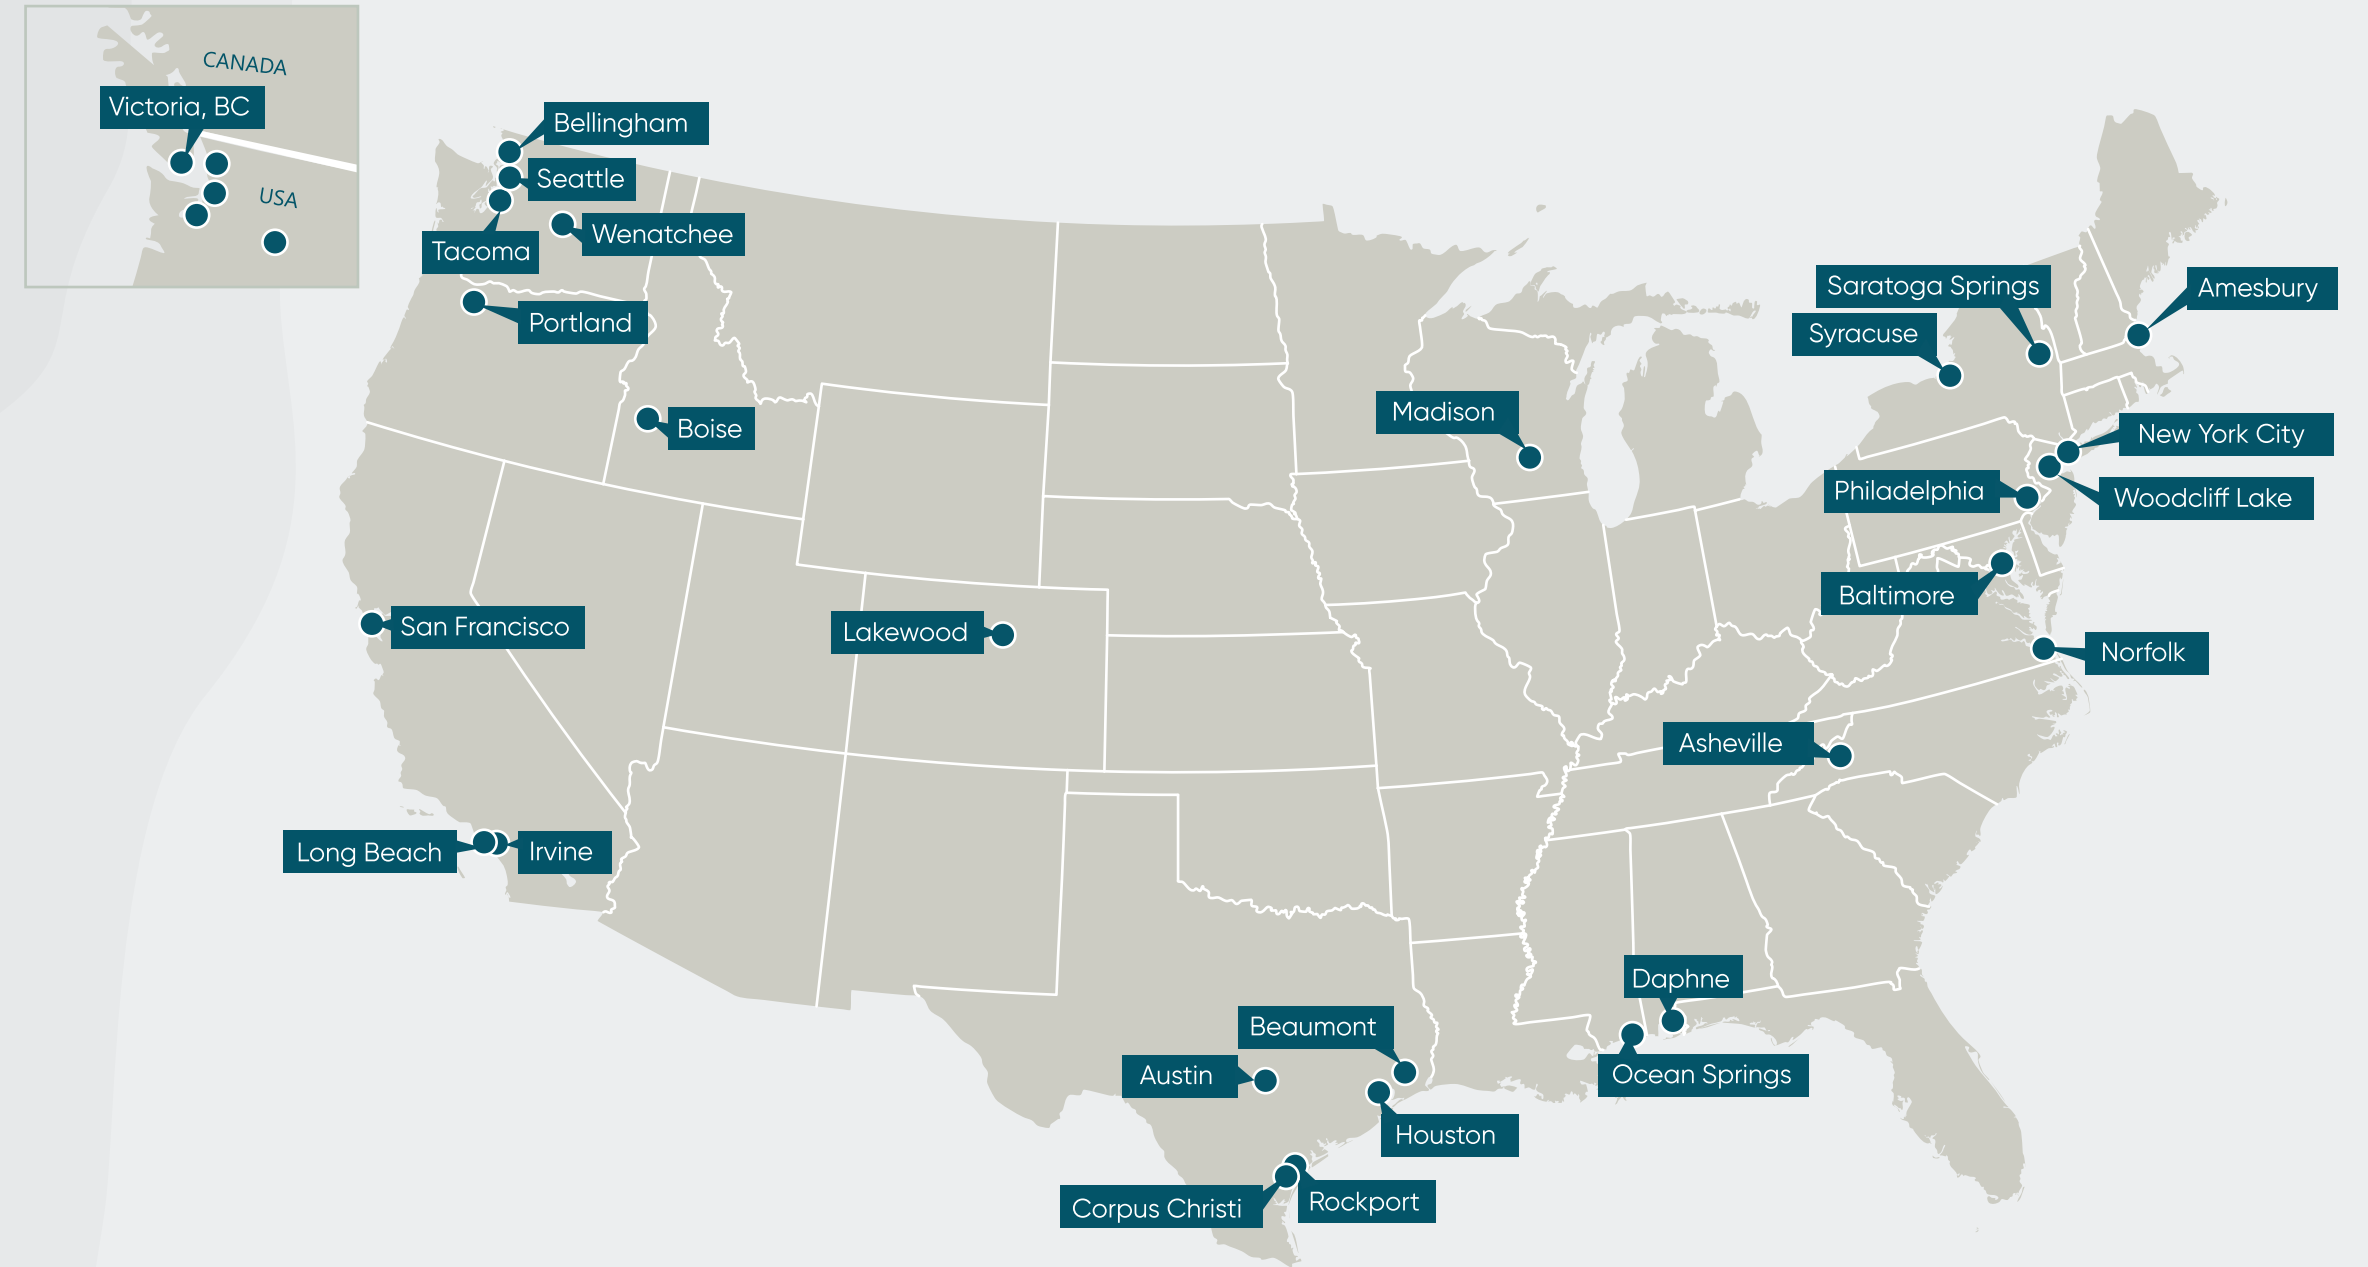 CANADA
Victoria, BC
USA
Bellingham
Seattle
Wenatchee
Tacoma
Portland
Boise
San Francisco
Lakewood
Long Beach
Irvine
Madison
Saratoga Springs
Amesbury
Syracuse
New York City
Philadelphia
Woodcliff Lake
Baltimore
Norfolk
Asheville
Daphne
Ocean Springs
Beaumont
Austin
Houston
Corpus Christi
Rockport